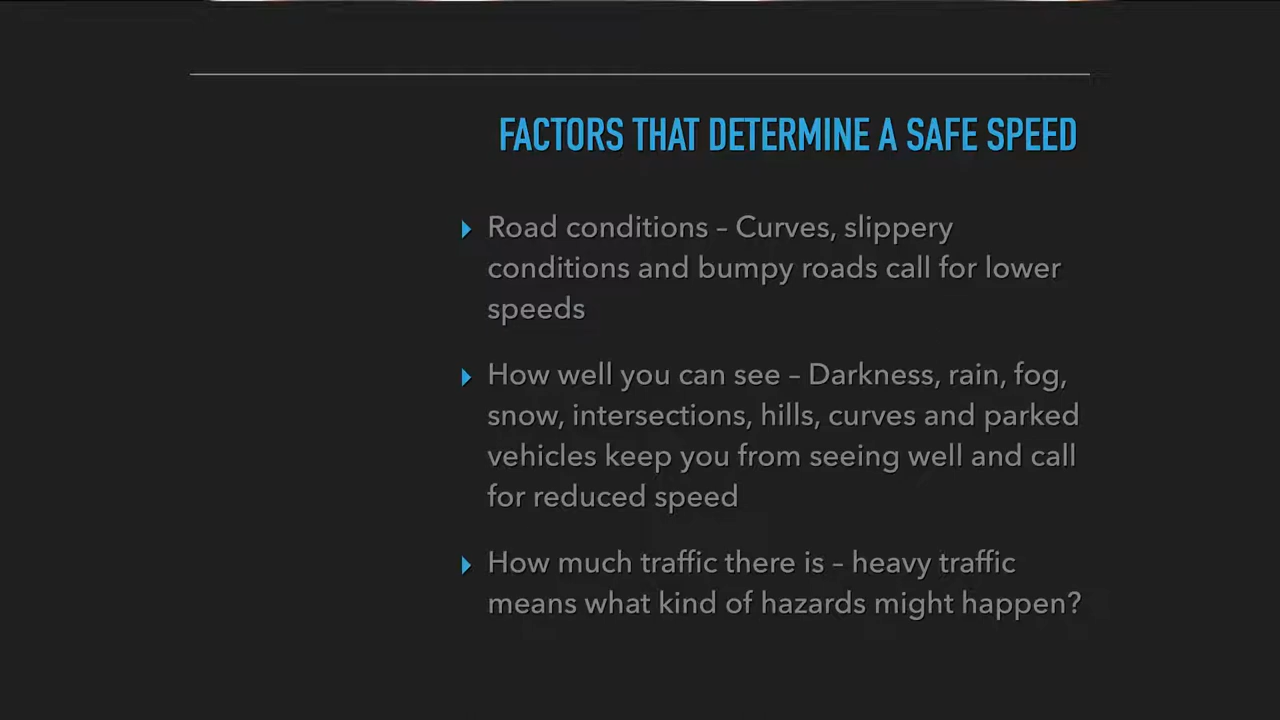 FACTORS THAT DETERMINE A SAFE SPEED
Road conditions – Curves, slippery
conditions and bumpy roads call for lower
speeds
How well you can see – Darkness, rain, fog,
snow, intersections, hills, curves and parked
vehicles keep you from seeing well and call
for reduced speed
How much traffic there is – heavy traffic
means what kind of hazards might happen?